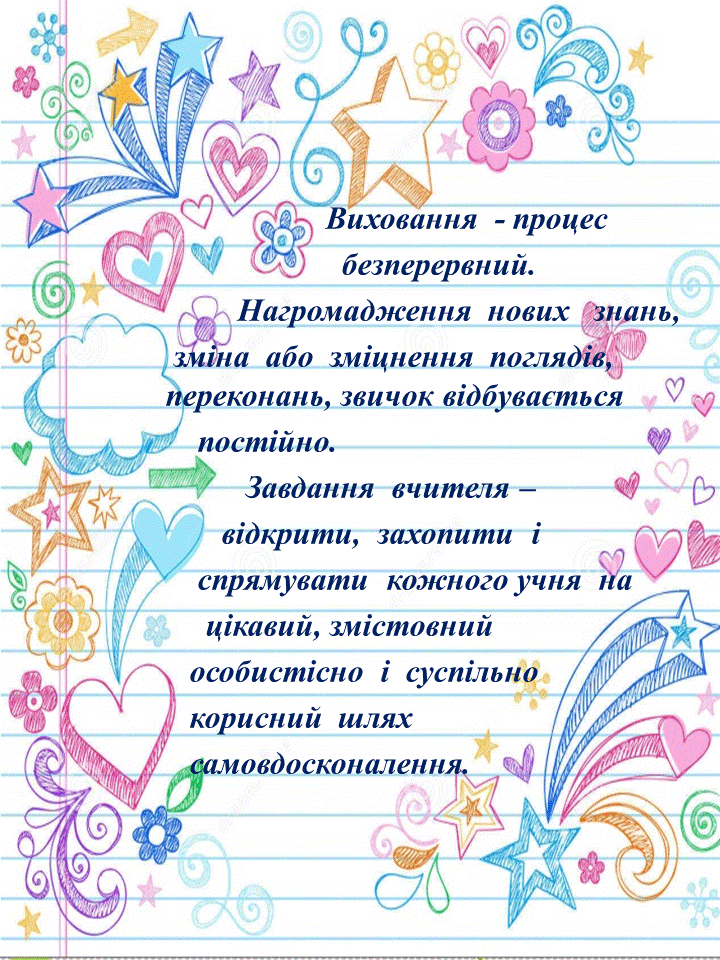 Виховання - процес
безперервний.
Нагромадження нових знань,
зміна або зміцнення поглядів,
переконань, звичок відбувається
постійно.
Завдання вчителя –
відкрити, захопити і
спрямувати кожного учня на
цікавий, змістовний
особистісно і суспільно
корисний шлях
самовдосконалення.